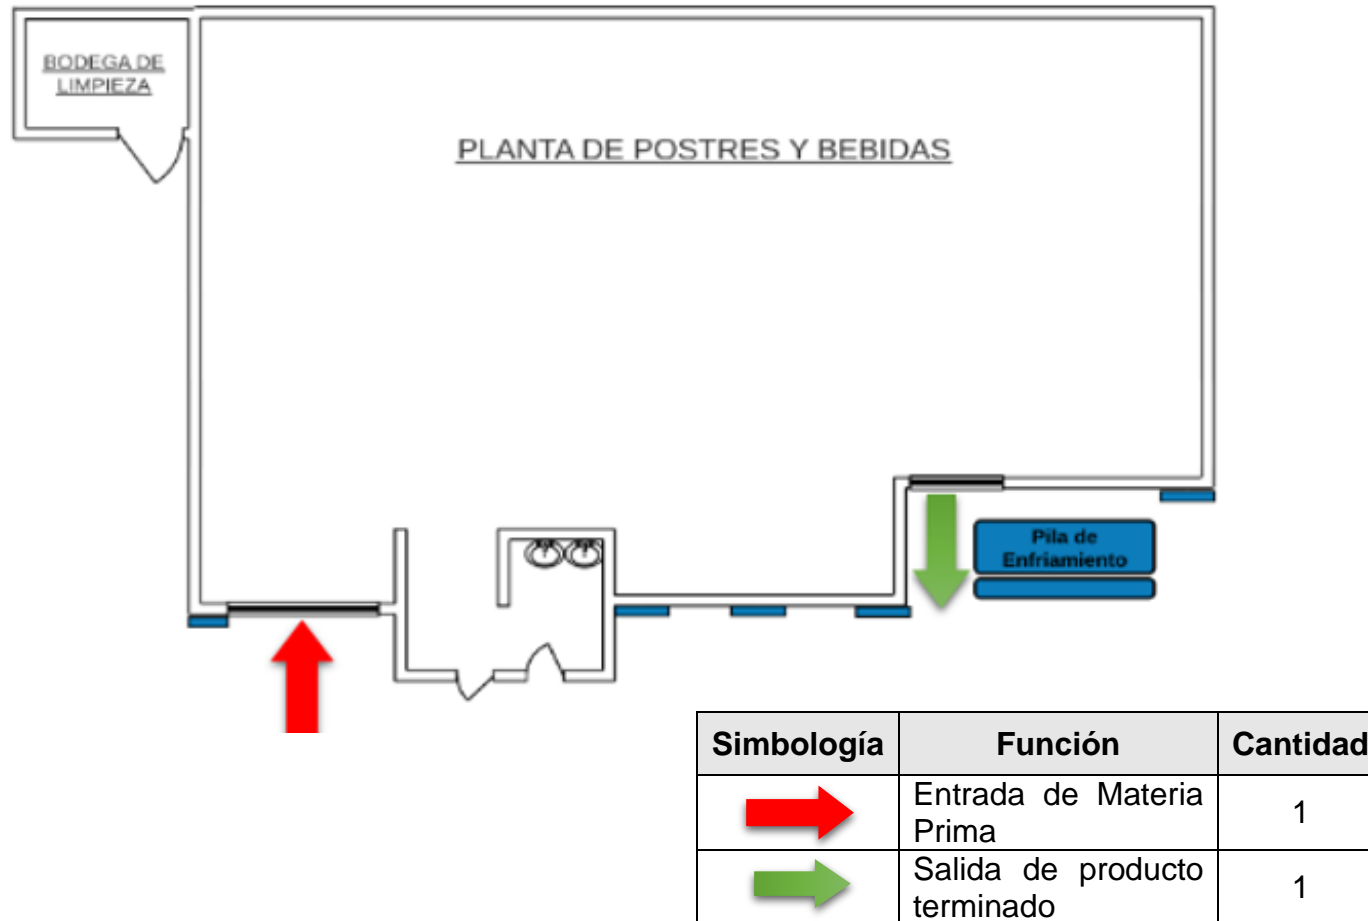 BODEGA DE
LIMPIEZA
PLANTA DE POSTRES Y BEBIDAS
Pila de
Enfriamiento
Simbología Función Cantidad
Entrada de Materia
Prima
1
Salida de producto
terminado
1